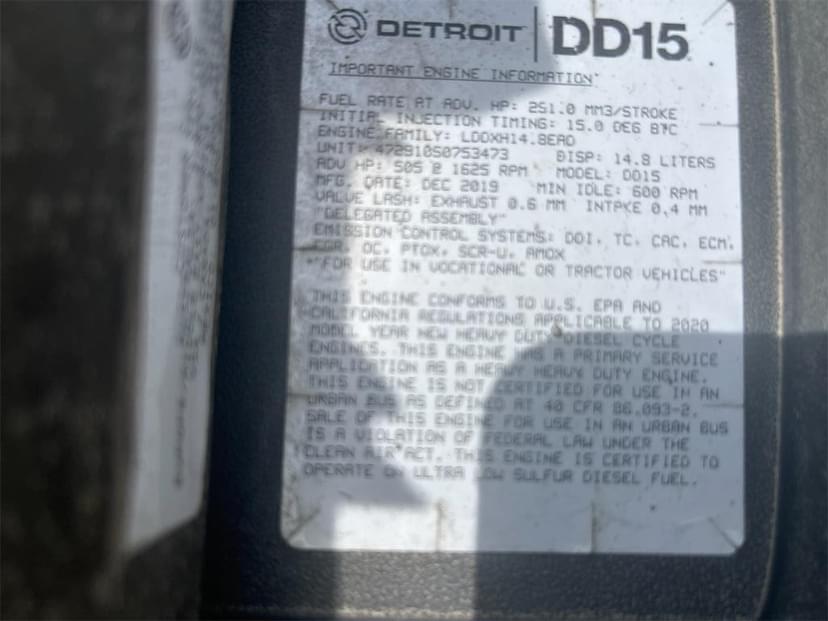 DETROIT DD15
IMPORTANT ENGINE INFORMATION
FUEL RATE AT ADV. HP: 251.0 MM3/STROKE
INITIAL INJECTION TIMING: 15.0 DEG BTC
ENGINE FAMILY: LDDXH14.8EAD
UNIT: 472910S0753473 DISP: 14.8 LITERS
ADV HP: 505 @ 1625 RPM MODEL: DD15
MFG. DATE: DEC 2019 MIN IDLE: 600 RPM
VALVE LASH: EXHAUST 0.6 MM INTAKE 0.4 MM
"DELEGATED ASSEMBLY"
EMISSION CONTROL SYSTEMS: DDI, TC, CAC, ECM,
EGR, OC, PTOX, SCR-U, AMOX
"FOR USE IN VOCATIONAL OR TRACTOR VEHICLES"
THIS ENGINE CONFORMS TO U.S. EPA AND
CALIFORNIA REGULATIONS APPLICABLE TO 2020
MODEL YEAR NEW HEAVY DUTY DIESEL CYCLE
ENGINES. THIS ENGINE HAS A PRIMARY SERVICE
APPLICATION AS A HEAVY HEAVY DUTY ENGINE.
THIS ENGINE IS NOT CERTIFIED FOR USE IN AN
URBAN BUS AS DEFINED AT 40 CFR 86.093-2.
SALE OF THIS ENGINE FOR USE IN AN URBAN BUS
IS A VIOLATION OF FEDERAL LAW UNDER THE
CLEAN AIR ACT. THIS ENGINE IS CERTIFIED TO
OPERATE ON ULTRA LOW SULFUR DIESEL FUEL.